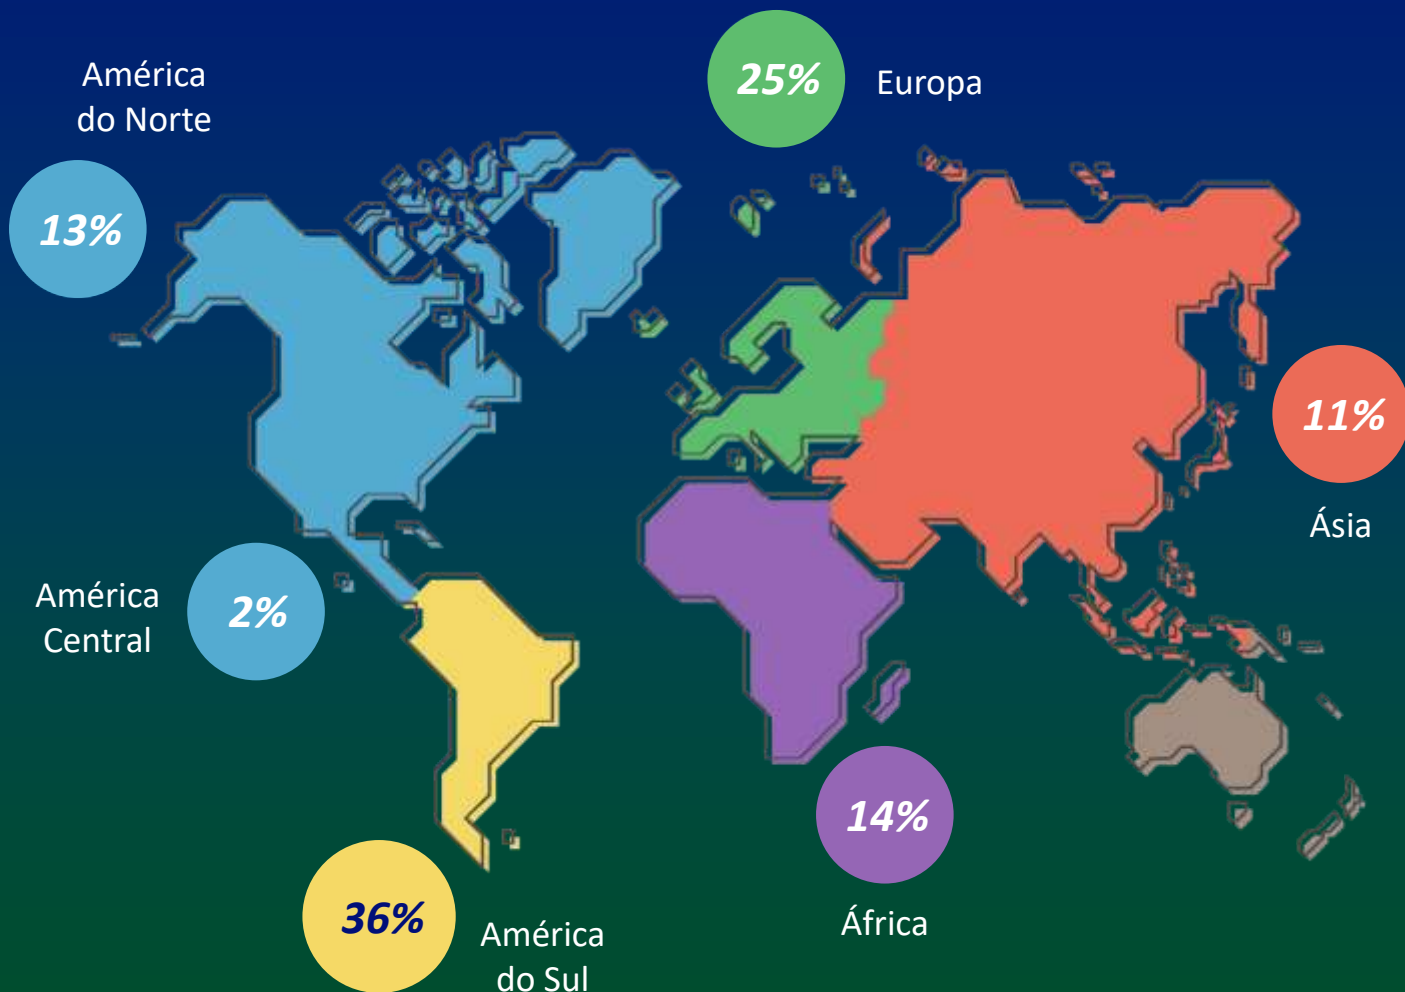 América
do Norte
13%
25%
Europa
11%
Ásia
América
Central
2%
14%
África
36%
América
do Sul